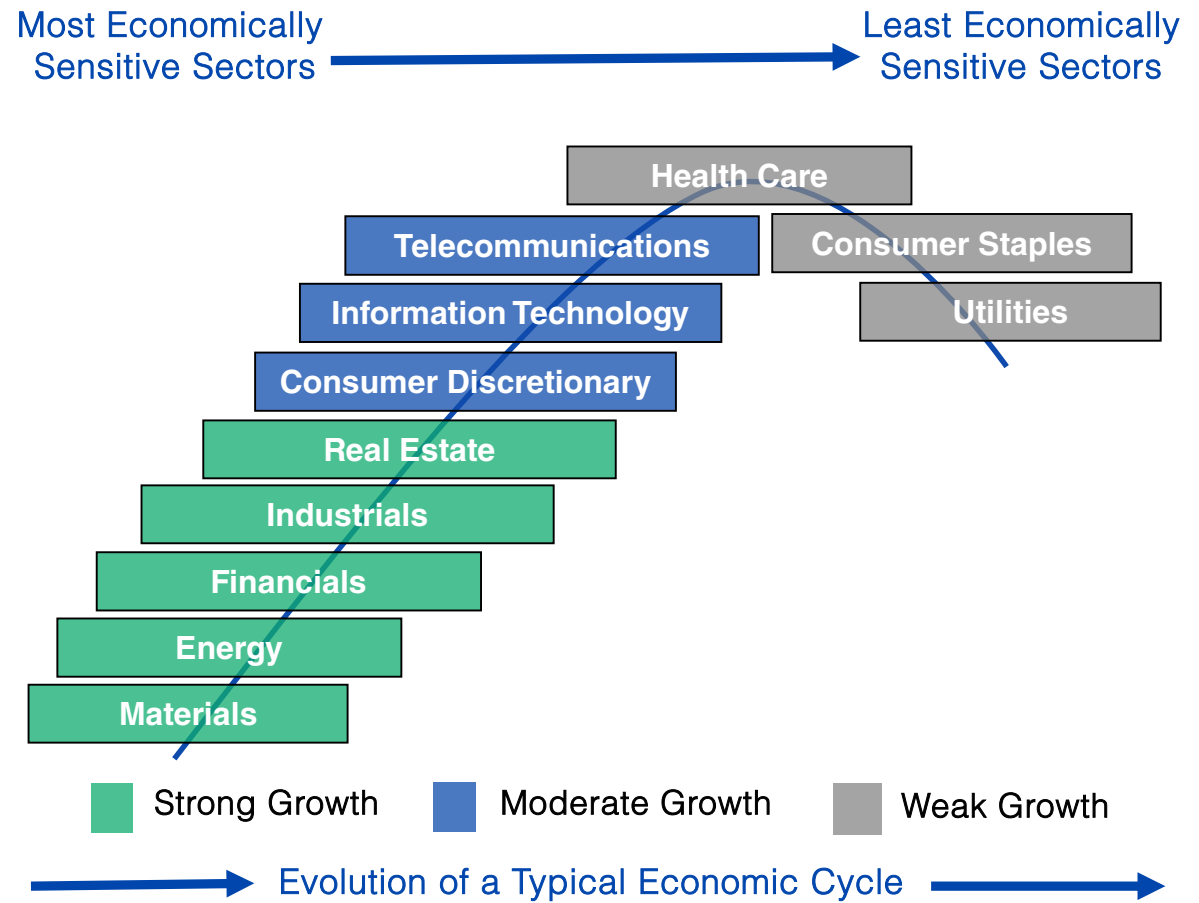 Most Economically
Sensitive Sectors
Least Economically
Sensitive Sectors
Health Care
Telecommunications
Consumer Staples
Information Technology
Utilities
Consumer Discretionary
Real Estate
Industrials
Financials
Energy
Materials
Strong Growth
Moderate Growth
Weak Growth
Evolution of a Typical Economic Cycle